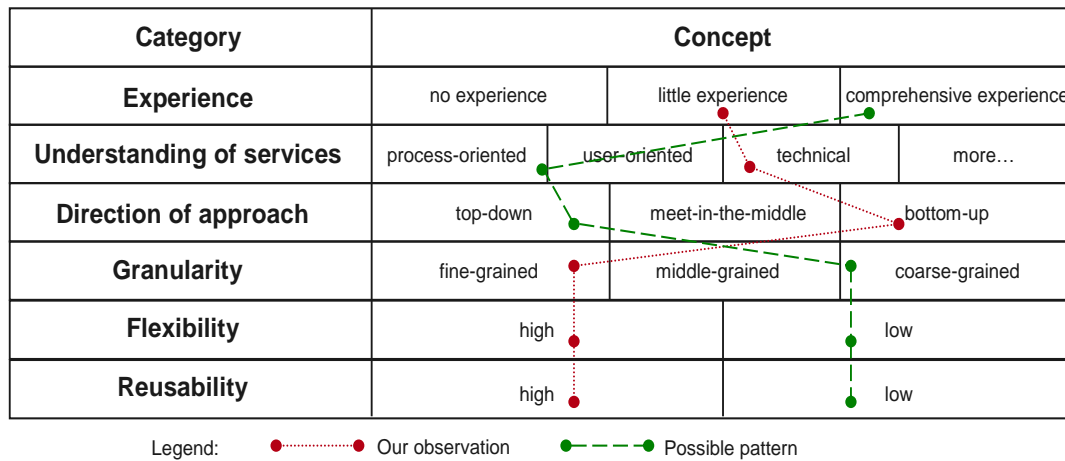 Category Concept
Experience no experience little experience comprehensive experience
Understanding of services process-oriented user-oriented technical more…
Direction of approach top-down meet-in-the-middle bottom-up
Granularity fine-grained middle-grained coarse-grained
Flexibility high low
Reusability high low
Legend: Our observation Possible pattern